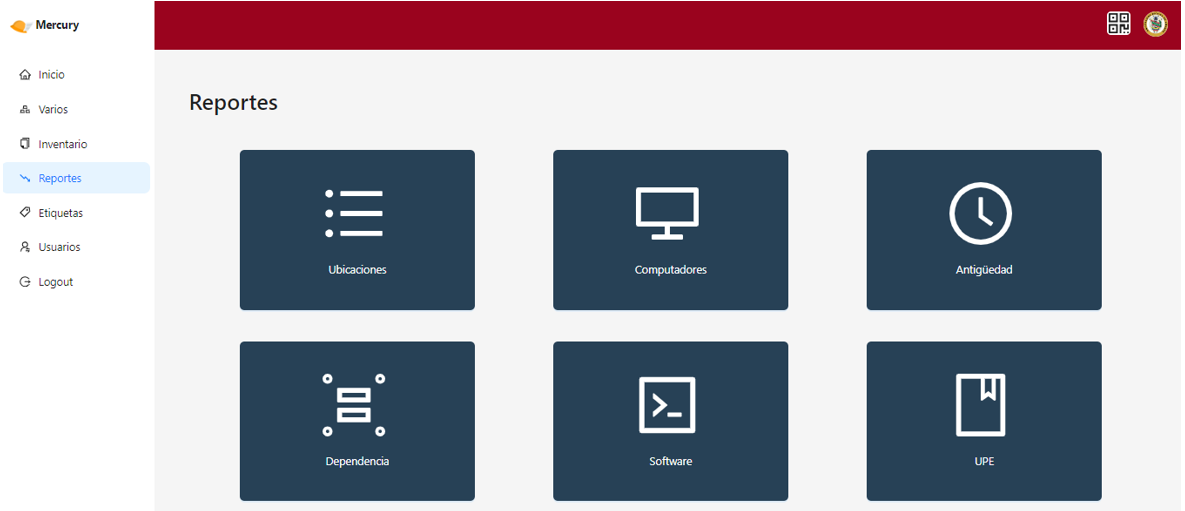 Mercury
Inicio
Varios
Inventario
Reportes
Etiquetas
Usuarios
Logout
Reportes
Ubicaciones
Computadores
Antigüedad
Dependencia
Software
UPE